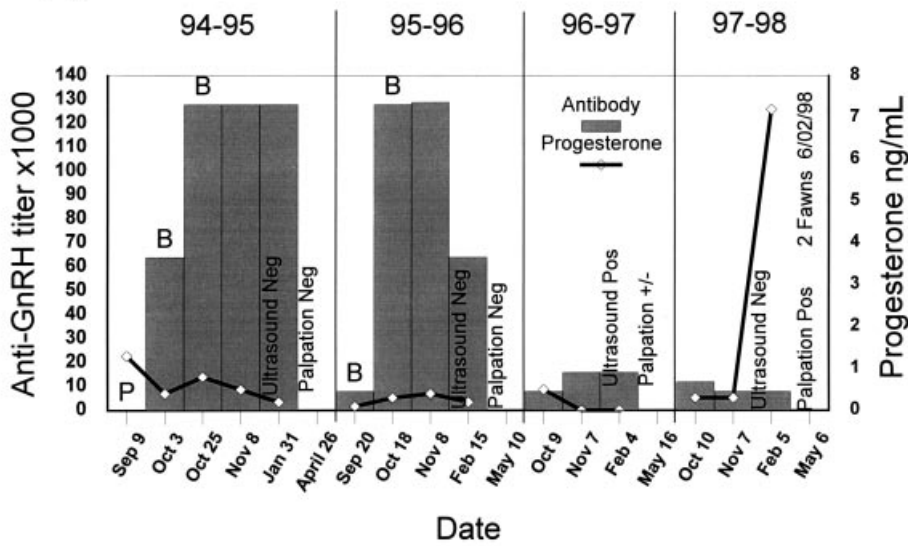 94-95 95-96 96-97 97-98
Anti-GnRH titer x1000
140
130
120
110
100
90
80
70
60
50
40
30
20
10
0
P
B
B
Ultrasound Neg
Palpation Neg
B
B
Ultrasound Neg
Palpation Neg
Antibody
Progesterone
Ultrasound Pos
Palpation +/-
Ultrasound Neg
Palpation Pos 2 Fawns 6/02/98
8
7
6
5
4
3
2
1
0
Progesterone ng/mL
Sep 9
Oct 3
Oct 25
Nov 8
Jan 31
April 26
Sep 20
Oct 18
Nov 8
Feb 15
May 10
Oct 9
Nov 7
Feb 4
May 16
Oct 10
Nov 7
Feb 5
May 6
Date